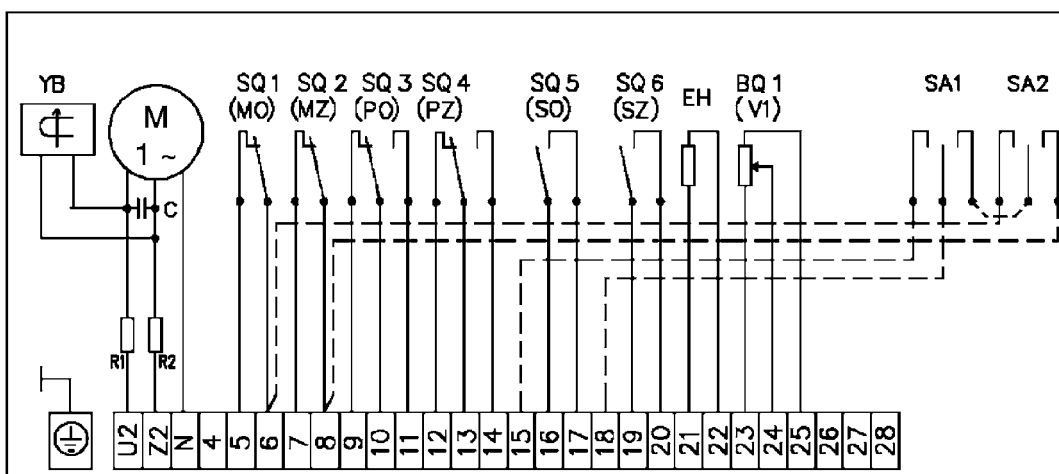 YB
M
1 ~
C
R1
R2
SQ 1
(MO)
SQ 2
(MZ)
SQ 3
(PO)
SQ 4
(PZ)
SQ 5
(SO)
SQ 6
(SZ)
EH
BQ 1
(V1)
SA1
SA2
U2 Z2 N 4 5 6 7 8 9 10 11 12 13 14 15 16 17 18 19 20 21 22 23 24 25 26 27 28